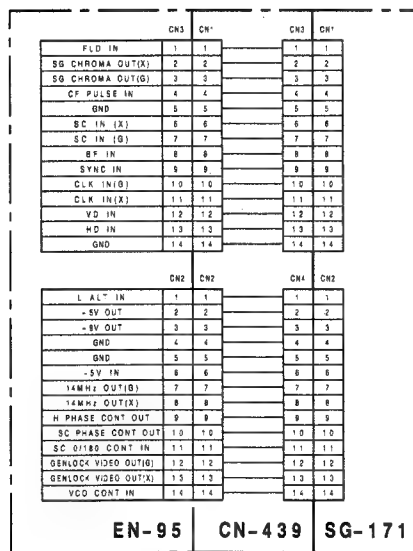 CN3 CN* CN3 CN*
FLD IN 1 1 1 1
SG CHROMA OUT(X) 2 2 2 2
SG CHROMA OUT(G) 3 3 3 3
CF PULSE IN 4 4 4 4
GND 5 5 5 5
SC IN (X) 6 6 6 6
SC IN (G) 7 7 7 7
BF IN 8 8 8 8
SYNC IN 9 9 9 9
CLK IN(G) 10 10 10 10
CLK IN(X) 11 11 11 11
VD IN 12 12 12 12
HD IN 13 13 13 13
GND 14 14 14 14
CN2 CN2 CN4 CN2
L ALT IN 1 1 1 1
-5V OUT 2 2 2 2
-9V OUT 3 3 3 3
GND 4 4 4 4
GND 5 5 5 5
-5V IN 6 6 6 6
14MHz OUT(G) 7 7 7 7
14MHz OUT(X) 8 8 8 8
H PHASE CONT OUT 9 9 9 9
SC PHASE CONT OUT 10 10 10 10
SC 0/180 CONT IN 11 11 11 11
GENLOCK VIDEO OUT(G) 12 12 12 12
GENLOCK VIDEO OUT(X) 13 13 13 13
VCO CONT IN 14 14 14 14
EN-95 CN-439 SG-171